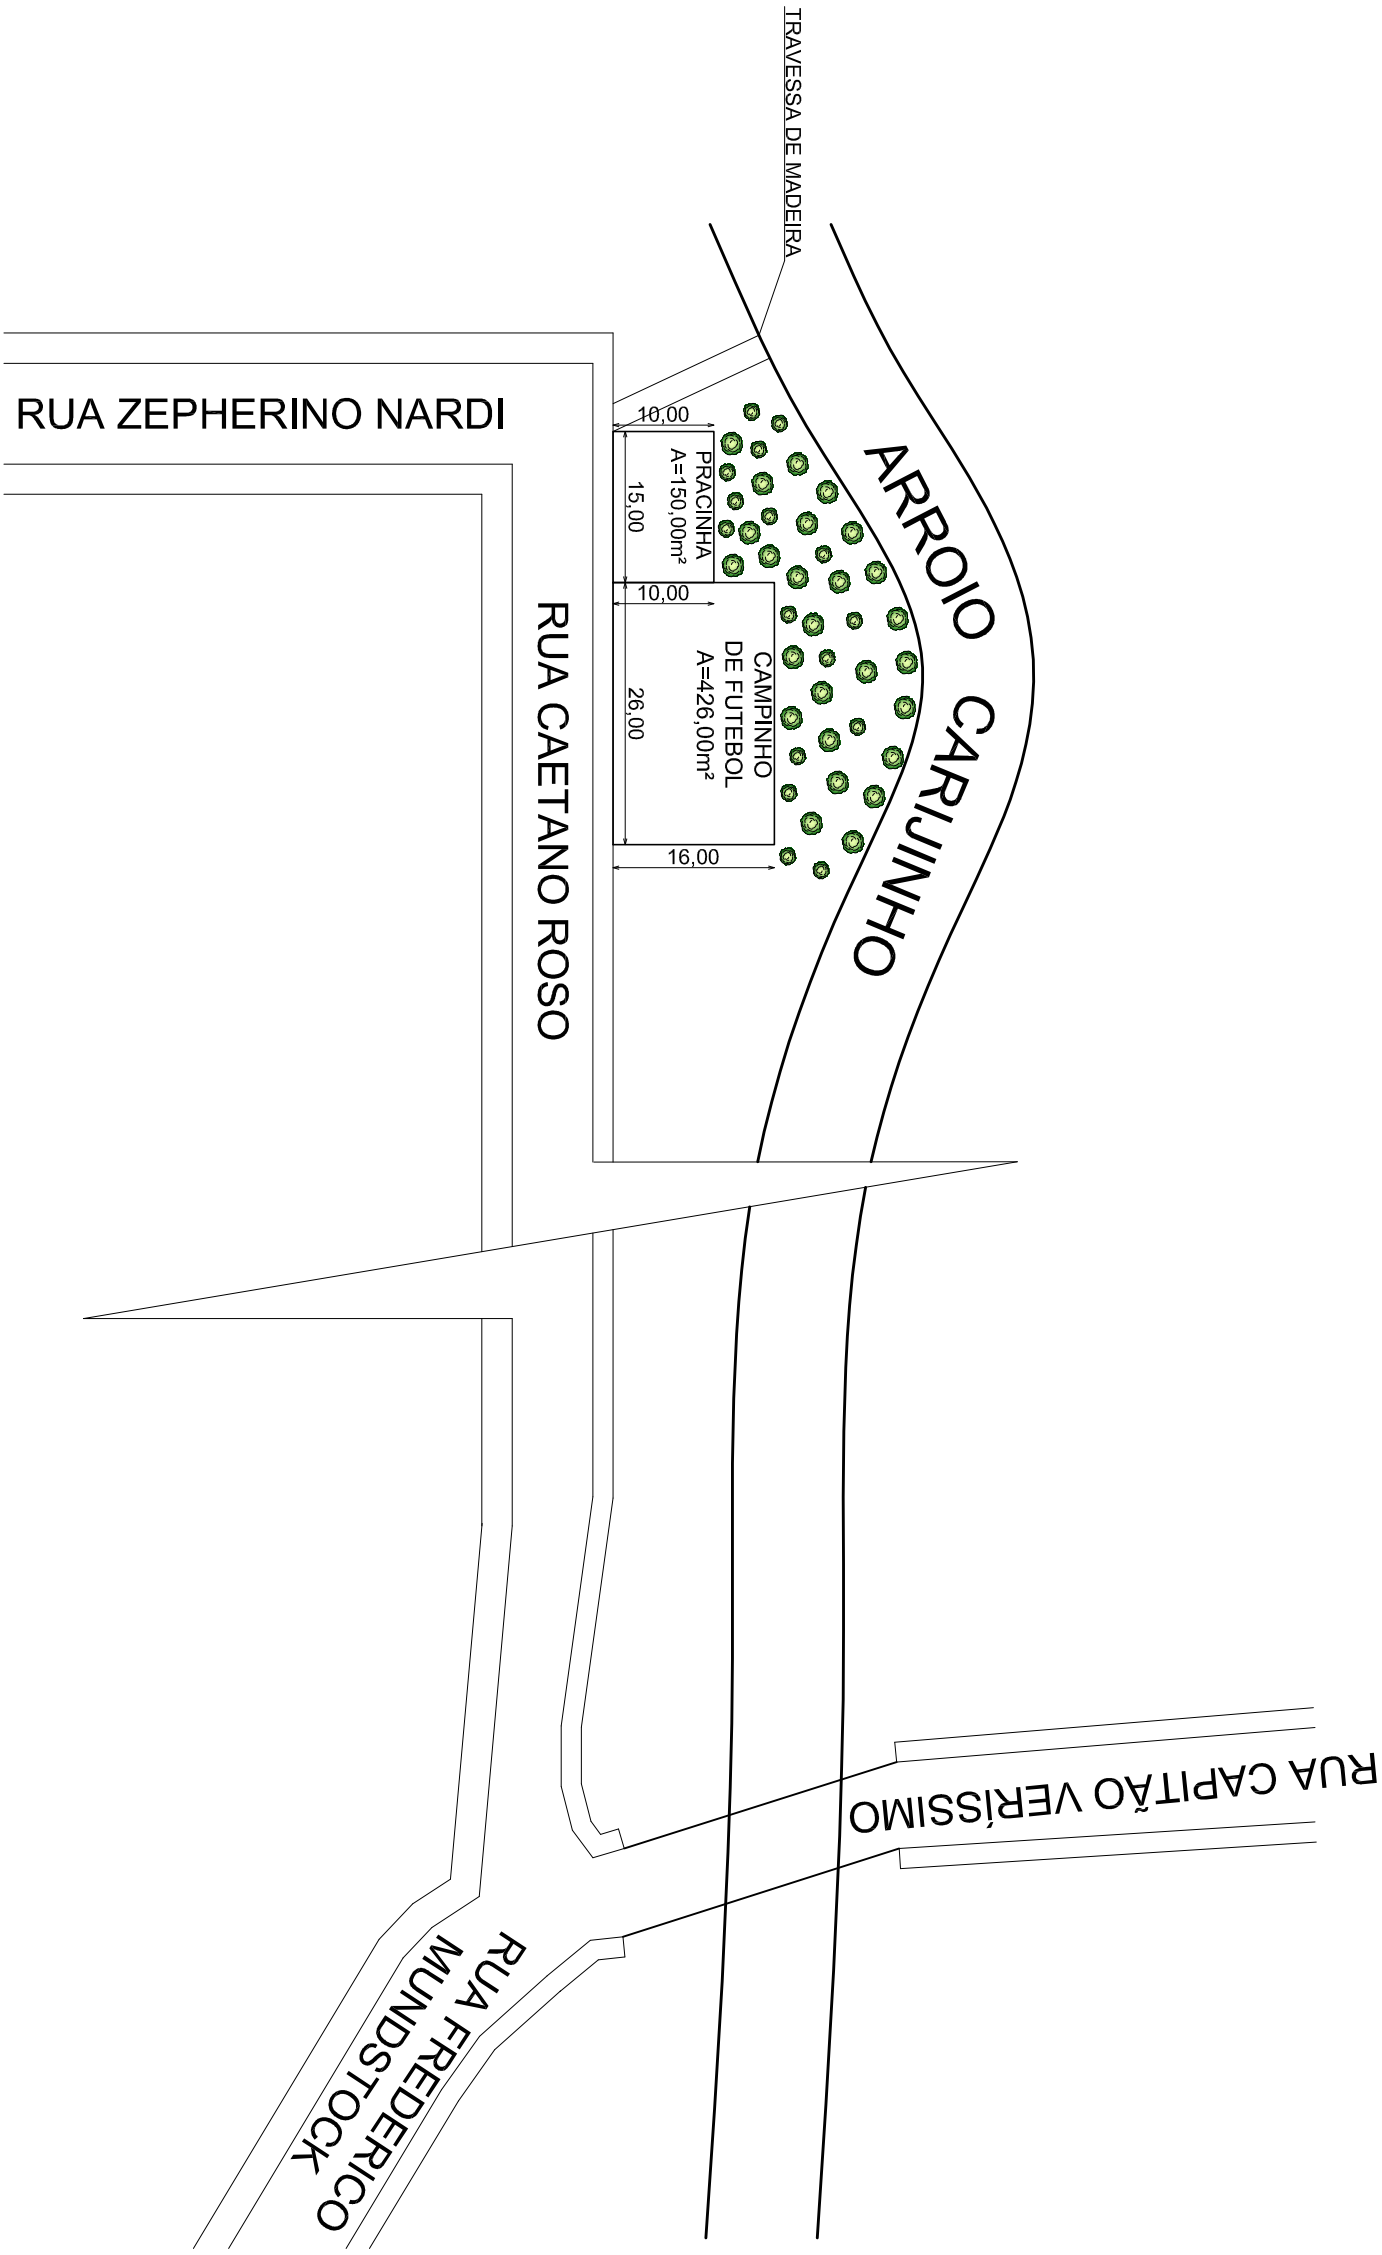 TRAVESSA DE MADEIRA
RUA ZEPHERINO NARDI
10,00
PRACINHA
A=150,00m²
15,00
10,00
CAMPINHO
DE FUTEBOL
A=426,00m²
26,00
16,00
ARROIO CARIJINHO
RUA CAETANO ROSO
RUA CAPITÃO VERÍSSIMO
RUA FREDERICO
MUNDSTOCK